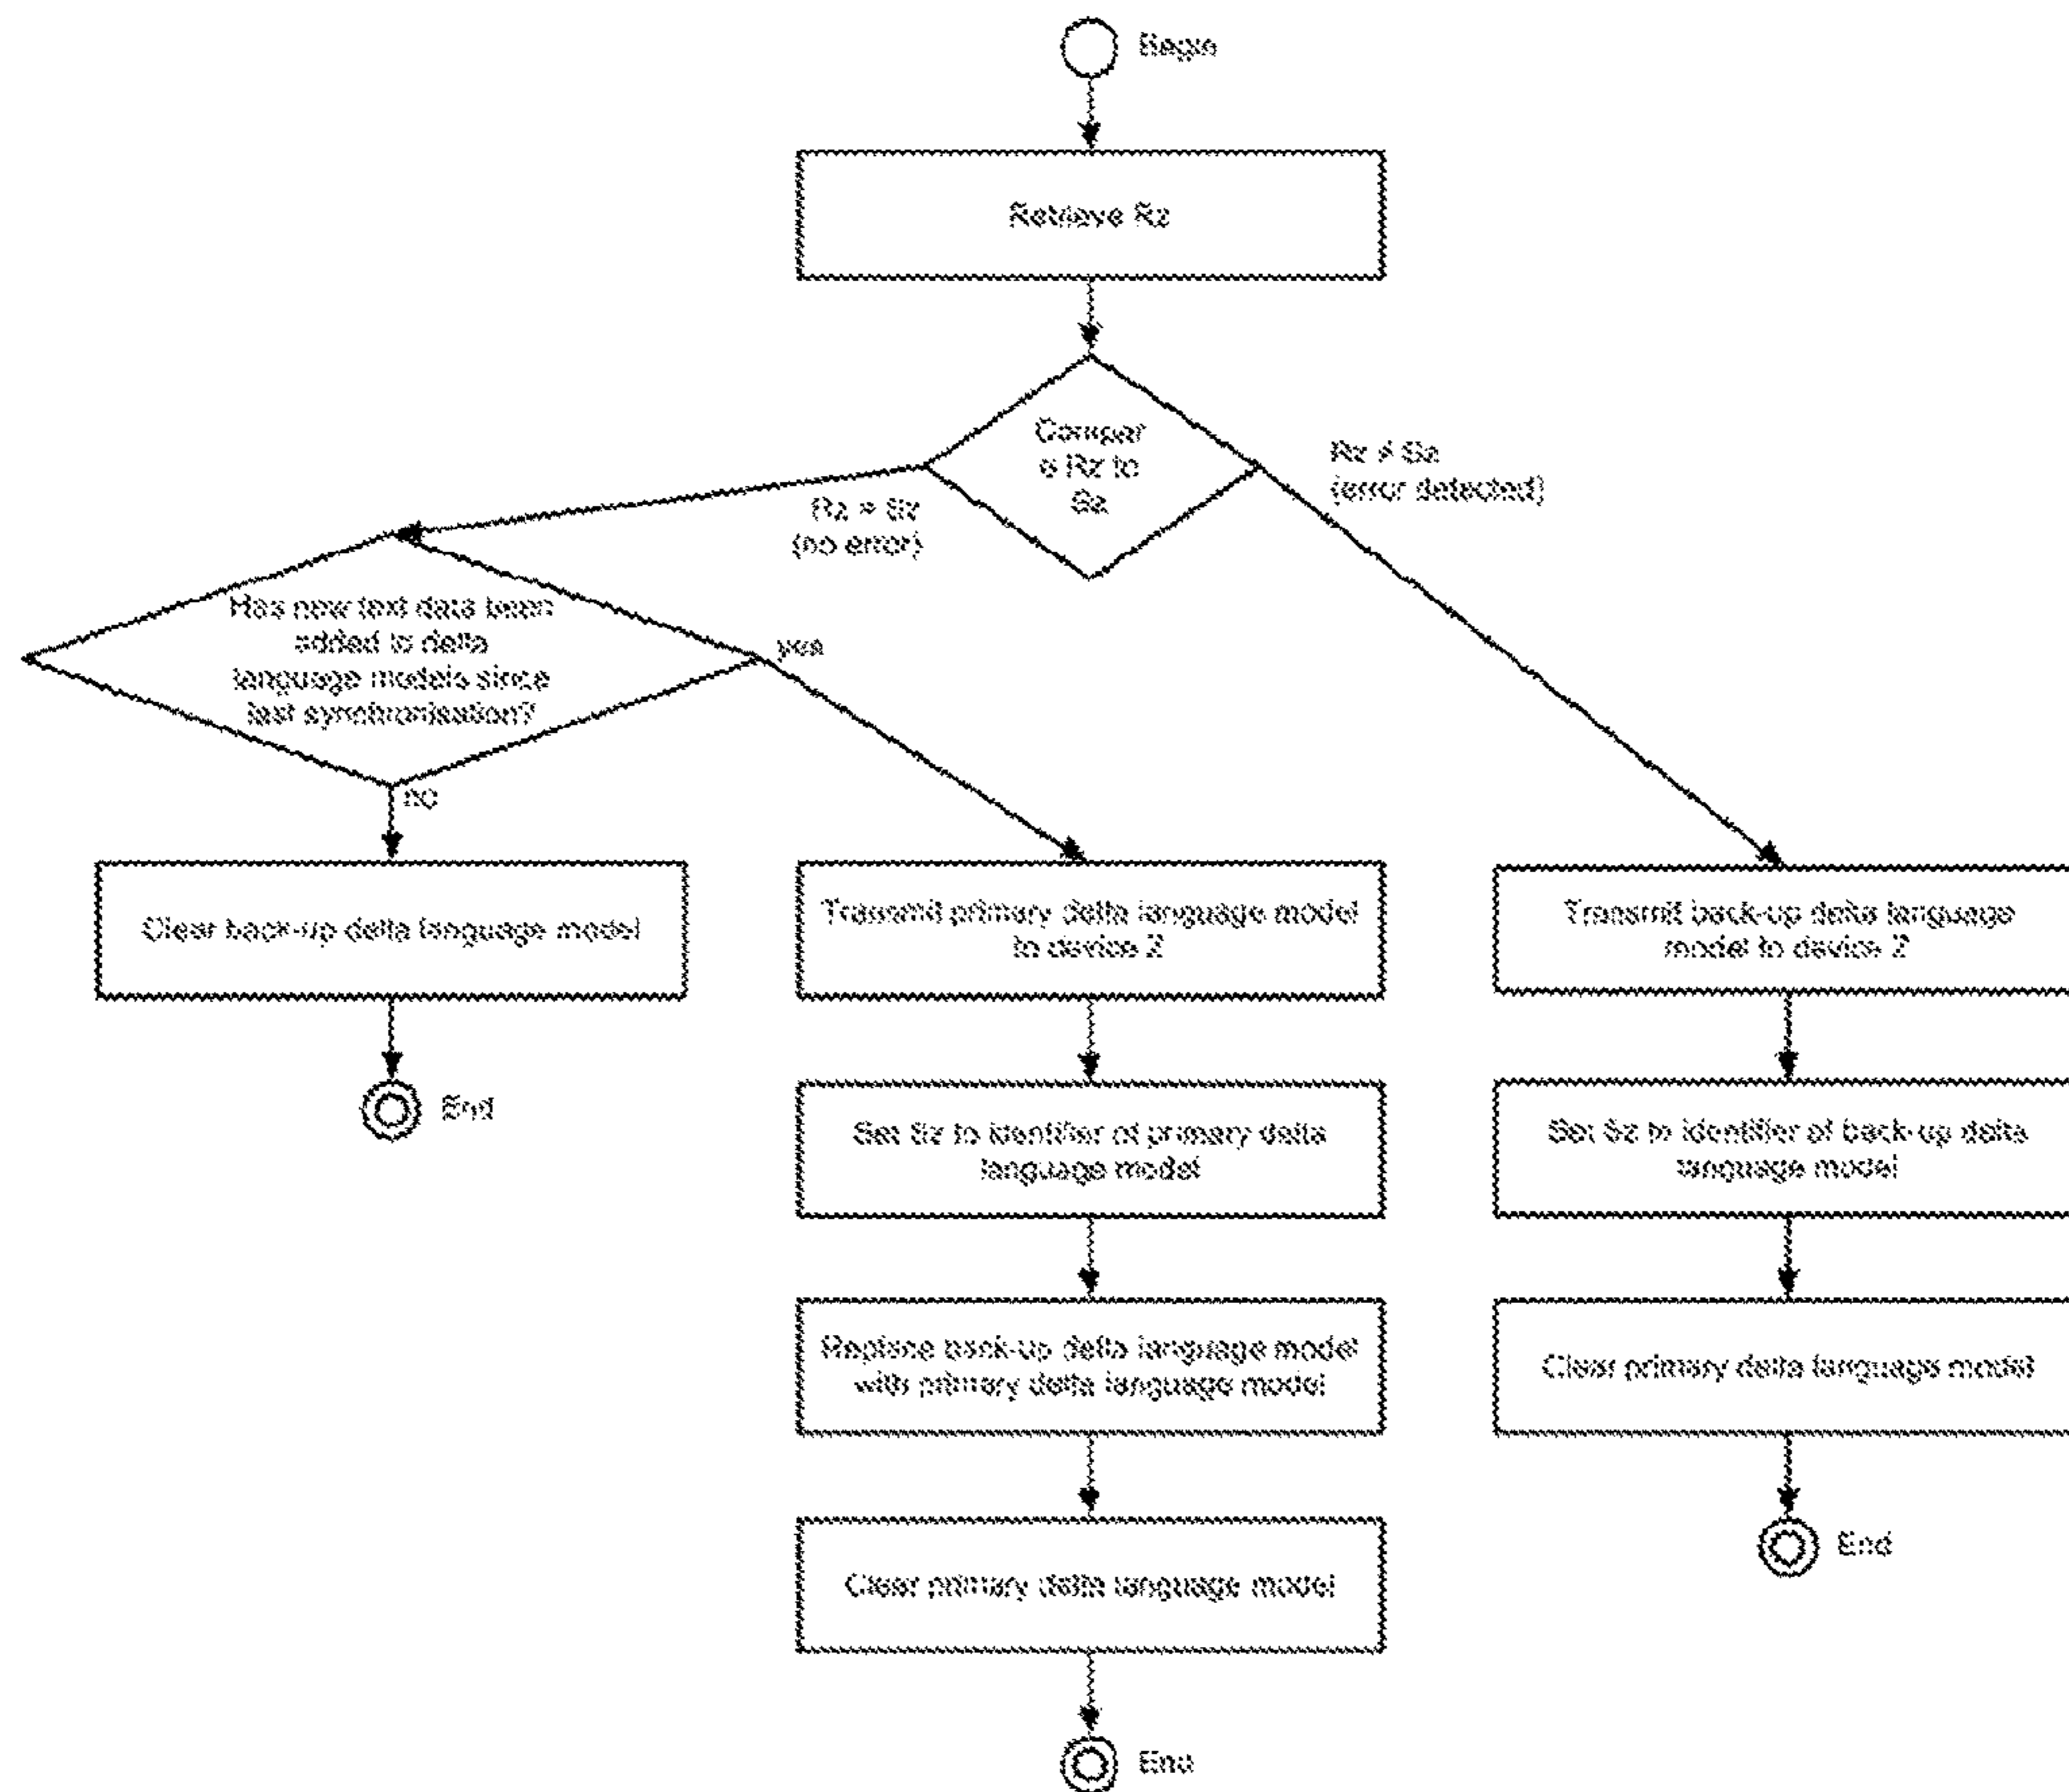 Begin
Retrieve Rz
Compar
e Rz to
Sz
Rz ≠ Sz
(error detected)
Rz = Sz
(no error)
Has new text data been
added to delta
language models since
last synchronisation?
yes
no
Clear back-up delta language model
Transmit primary delta language model
to device Z
Transmit back-up delta language
model to device Z
End
Set Sz to identifier of primary delta
language model
Set Sz to identifier of back-up delta
language model
Replace back-up delta language model
with primary delta language model
Clear primary delta language model
Clear primary delta language model
End
End